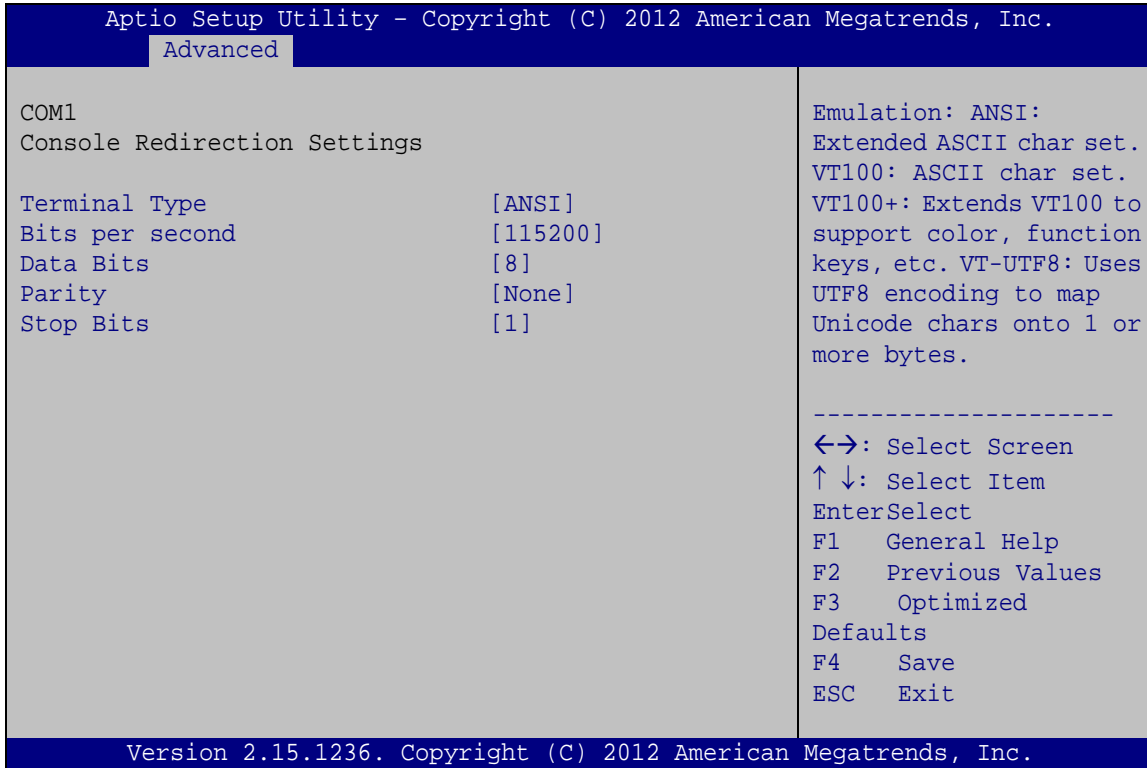 Aptio Setup Utility – Copyright (C) 2012 American Megatrends, Inc.
Advanced
COM1
Console Redirection Settings
Terminal Type [ANSI]
Bits per second [115200]
Data Bits [8]
Parity [None]
Stop Bits [1]
Emulation: ANSI:
Extended ASCII char set.
VT100: ASCII char set.
VT100+: Extends VT100 to
support color, function
keys, etc. VT-UTF8: Uses
UTF8 encoding to map
Unicode chars onto 1 or
more bytes.
---------------------
←→: Select Screen
↑ ↓: Select Item
EnterSelect
F1 General Help
F2 Previous Values
F3 Optimized
Defaults
F4 Save
ESC Exit
Version 2.15.1236. Copyright (C) 2012 American Megatrends, Inc.